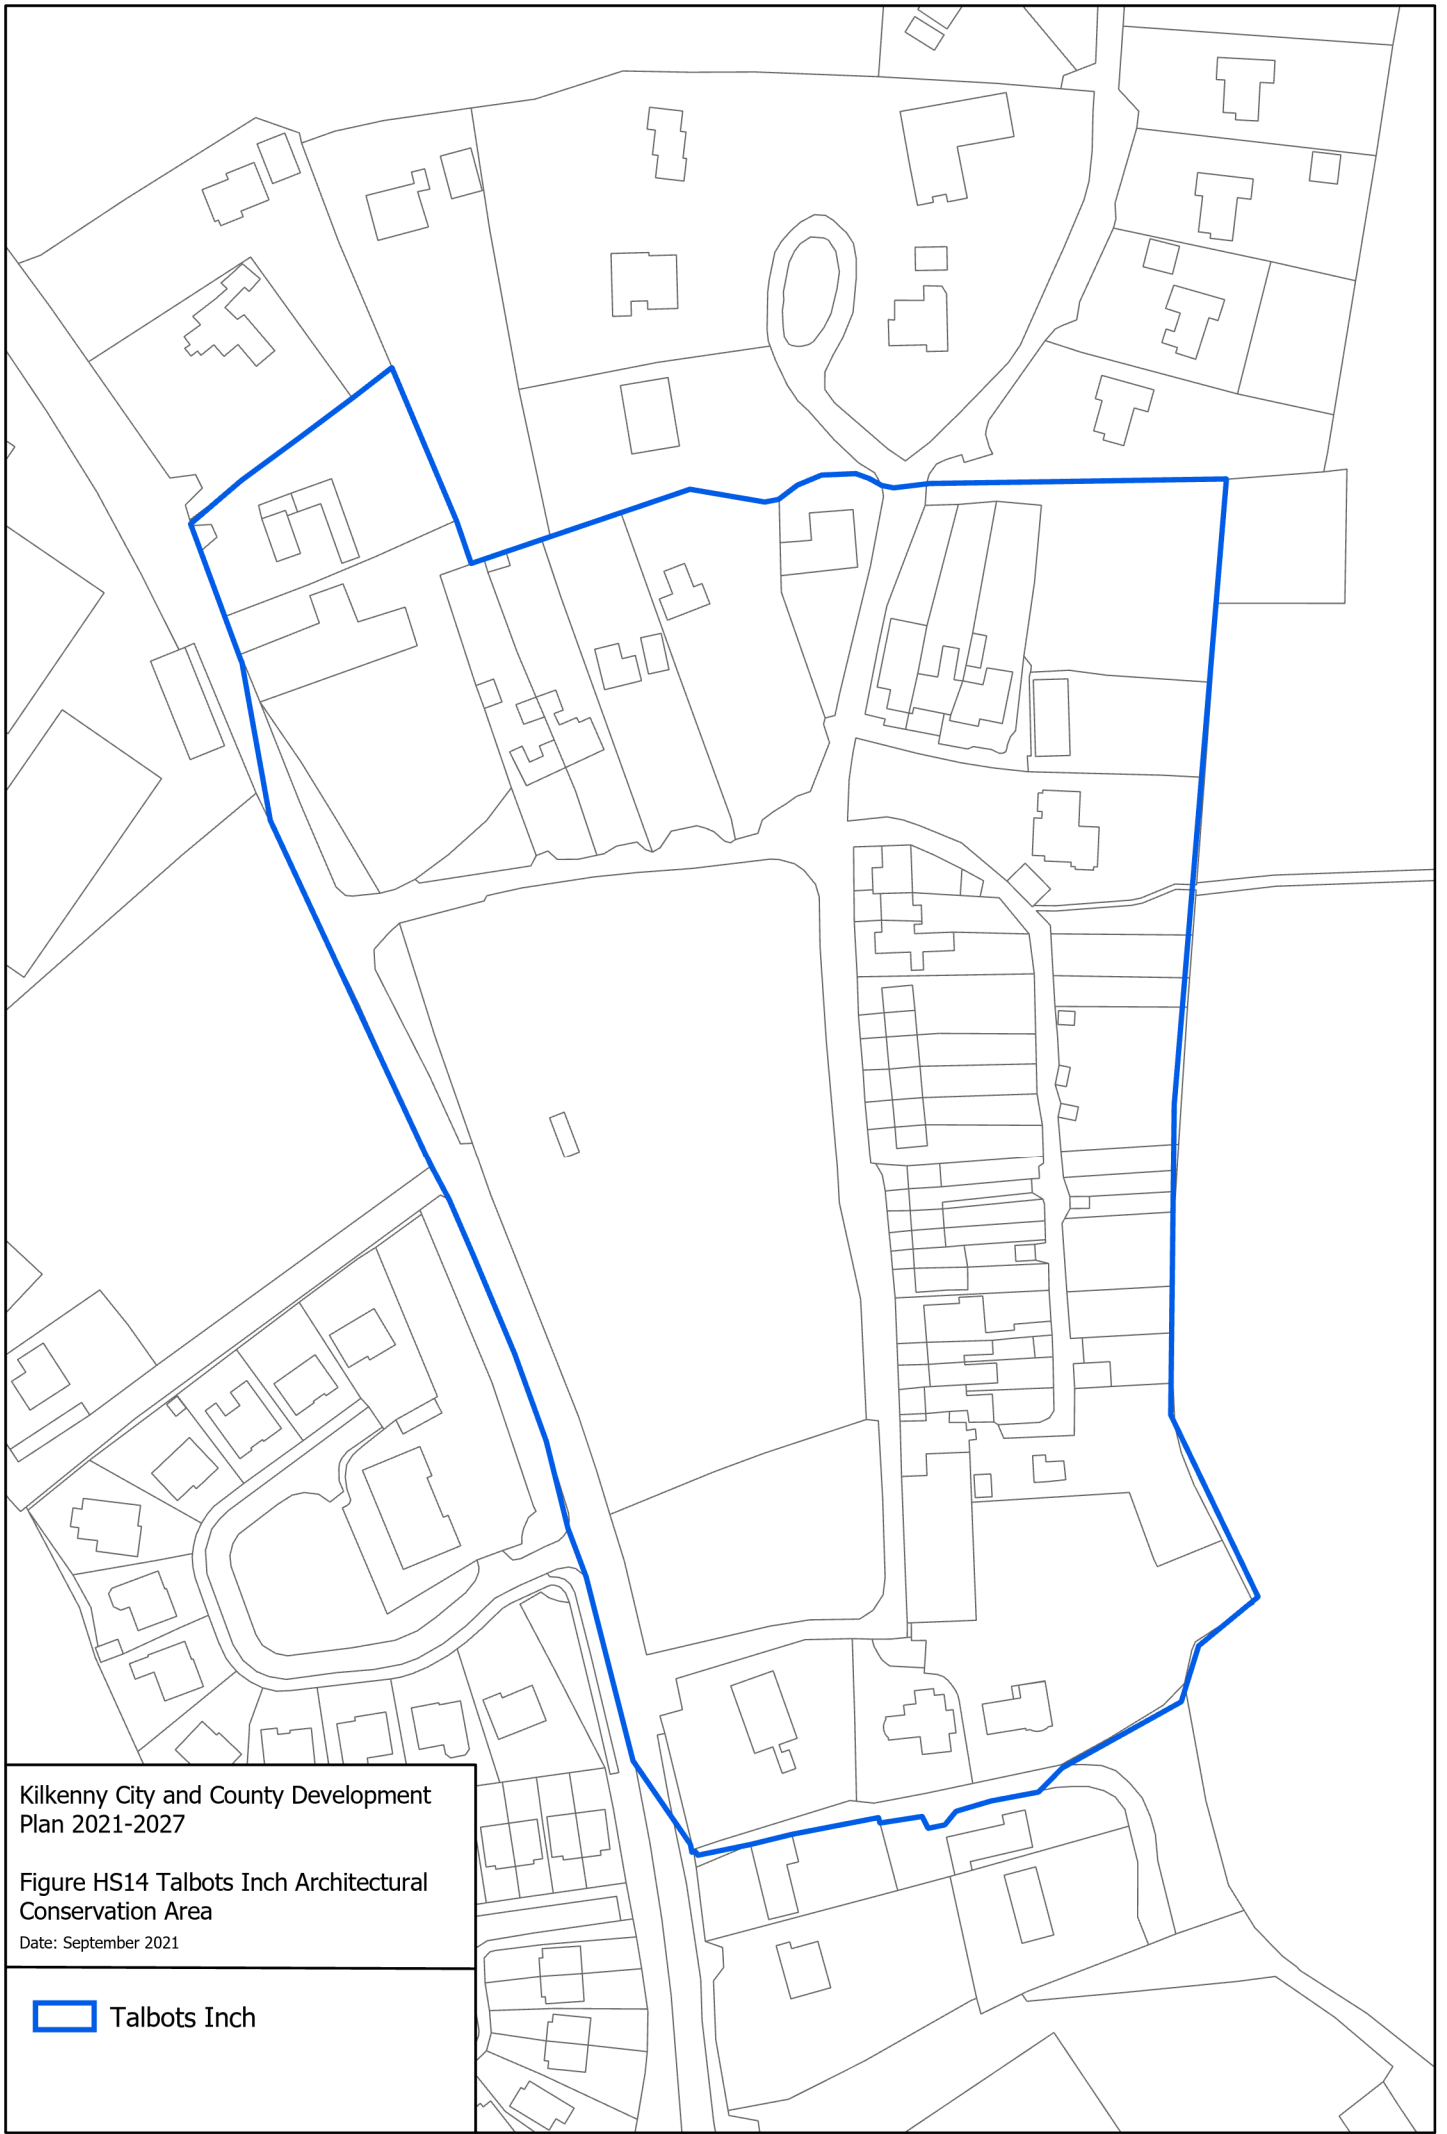 Kilkenny City and County Development
Plan 2021-2027
Figure HS14 Talbots Inch Architectural
Conservation Area
Date: September 2021
Talbots Inch